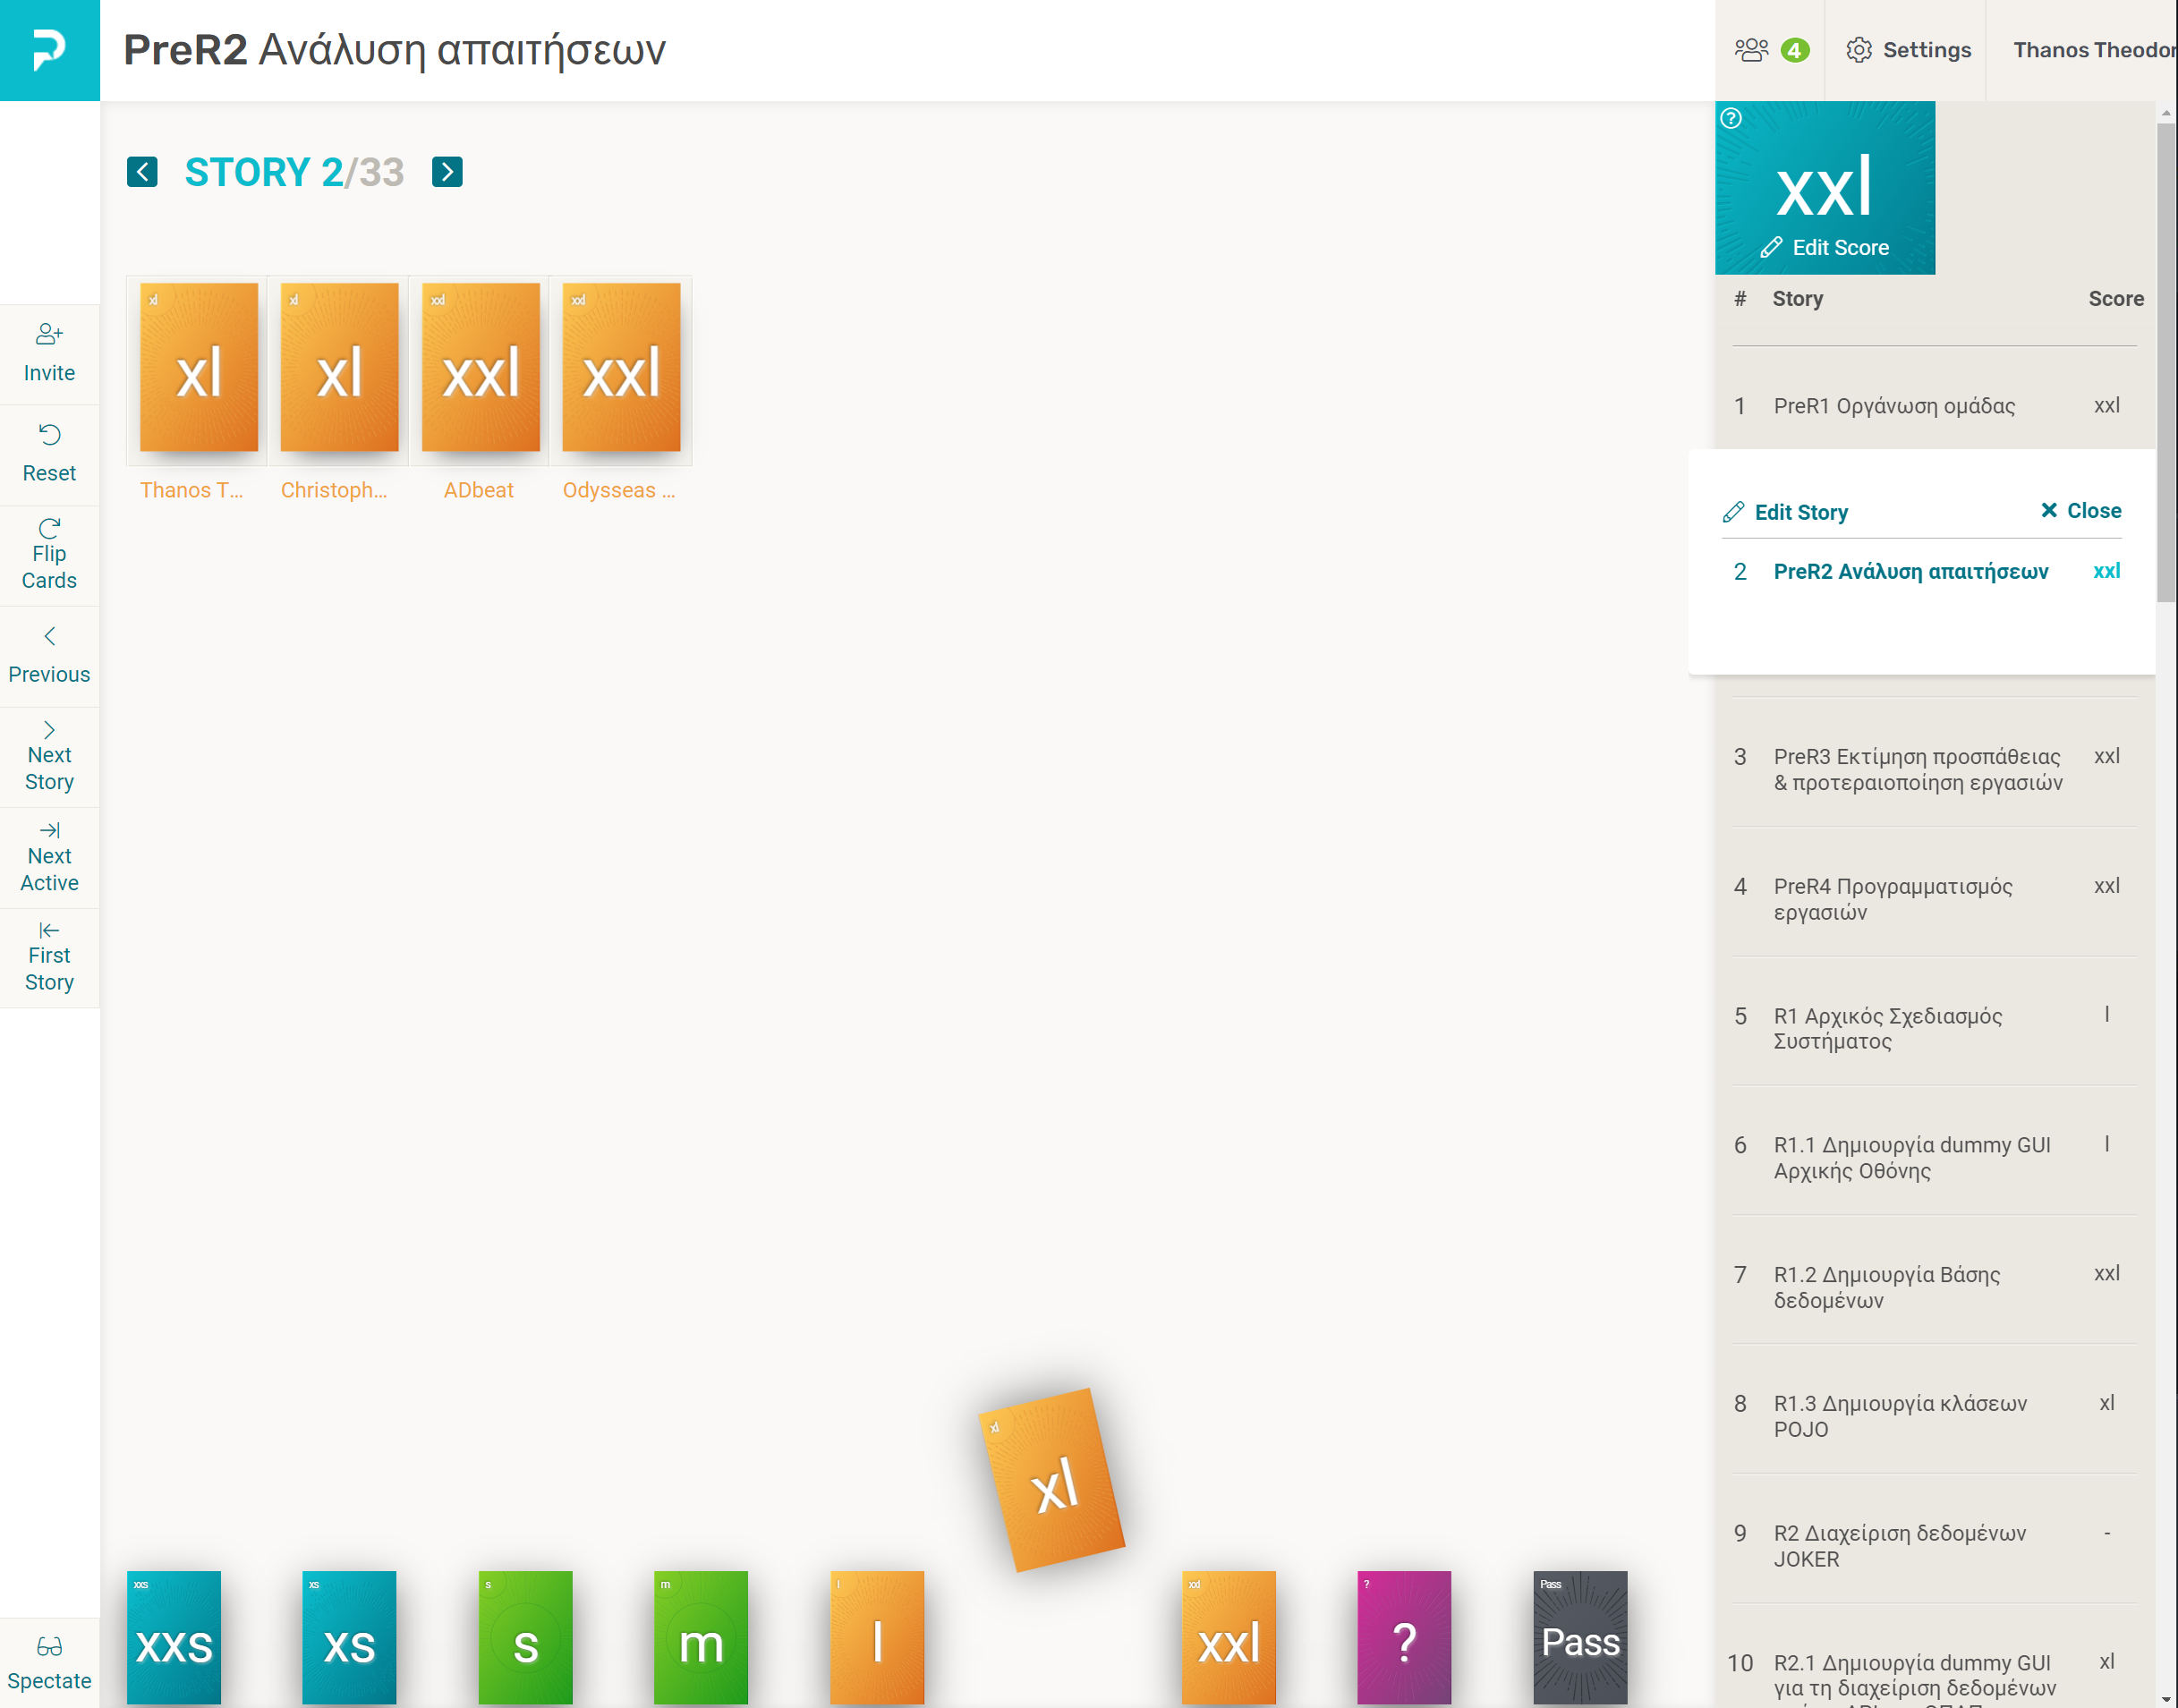 PreR2 Ανάλυση απαιτήσεων
4
Settings
Thanos Theodor
STORY 2/33
Invite
Reset
Flip
Cards
Previous
Next
Story
Next
Active
First
Story
Spectate
xl
xl
xl
xl
xxl
xxl
xxl
xxl
Thanos T...
Christoph...
ADbeat
Odysseas ...
xl
xl
xxs
xxs
xs
xs
s
s
m
m
l
l
xxl
xxl
?
?
Pass
Pass
?
xxl
Edit Score
# Story Score
1 PreR1 Οργάνωση ομάδας xxl
Edit Story × Close
2 PreR2 Ανάλυση απαιτήσεων xxl
3 PreR3 Εκτίμηση προσπάθειας xxl
& προτεραιοποίηση εργασιών
4 PreR4 Προγραμματισμός xxl
εργασιών
5 R1 Αρχικός Σχεδιασμός l
Συστήματος
6 R1.1 Δημιουργία dummy GUI l
Αρχικής Οθόνης
7 R1.2 Δημιουργία Βάσης xxl
δεδομένων
8 R1.3 Δημιουργία κλάσεων xl
POJO
9 R2 Διαχείριση δεδομένων -
JOKER
10 R2.1 Δημιουργία dummy GUI xl
για τη διαχείριση δεδομένων